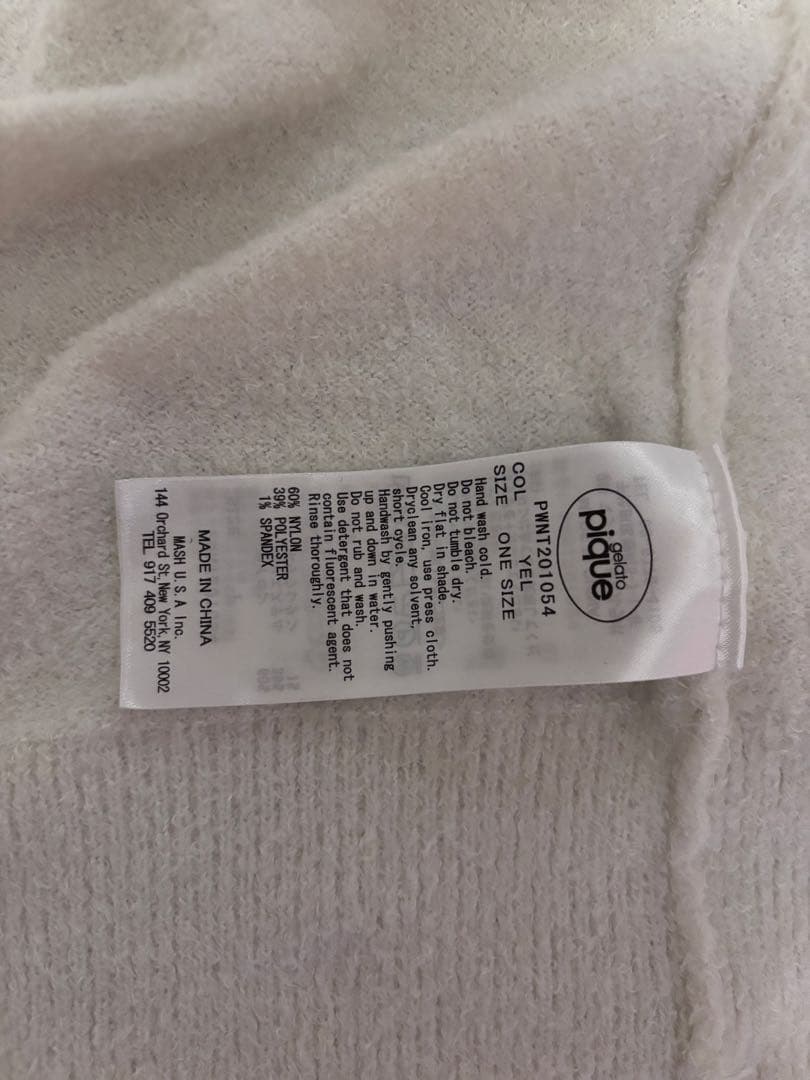 gelato
pique
PWNT201054
COL YEL
SIZE ONE SIZE
Hand wash cold.
Do not bleach.
Do not tumble dry.
Dry flat in shade.
Cool iron, use press cloth.
Dryclean any solvent,
short cycle.
Handwash by gently pushing
up and down in water.
Do not rub and wash.
Use detergent that does not
contain fluorescent agent.
Rinse thoroughly.
60% NYLON
39% POLYESTER
1% SPANDEX
MADE IN CHINA
MASH U.S.A Inc.
144 Orchard St, New York, NY 10002
TEL 917 409 5520